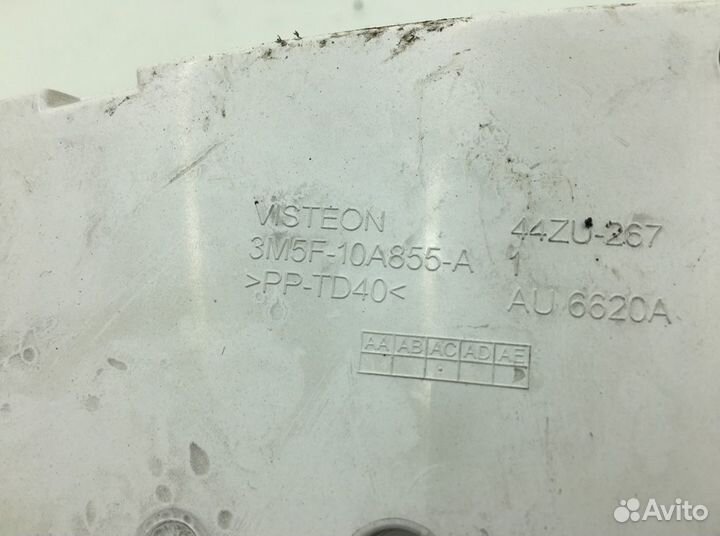 VISTEON
3M5F-10A855-A
>PP-TD40<
44ZU-267
1
AU 6620A
AA AB AC AD AE
Avito